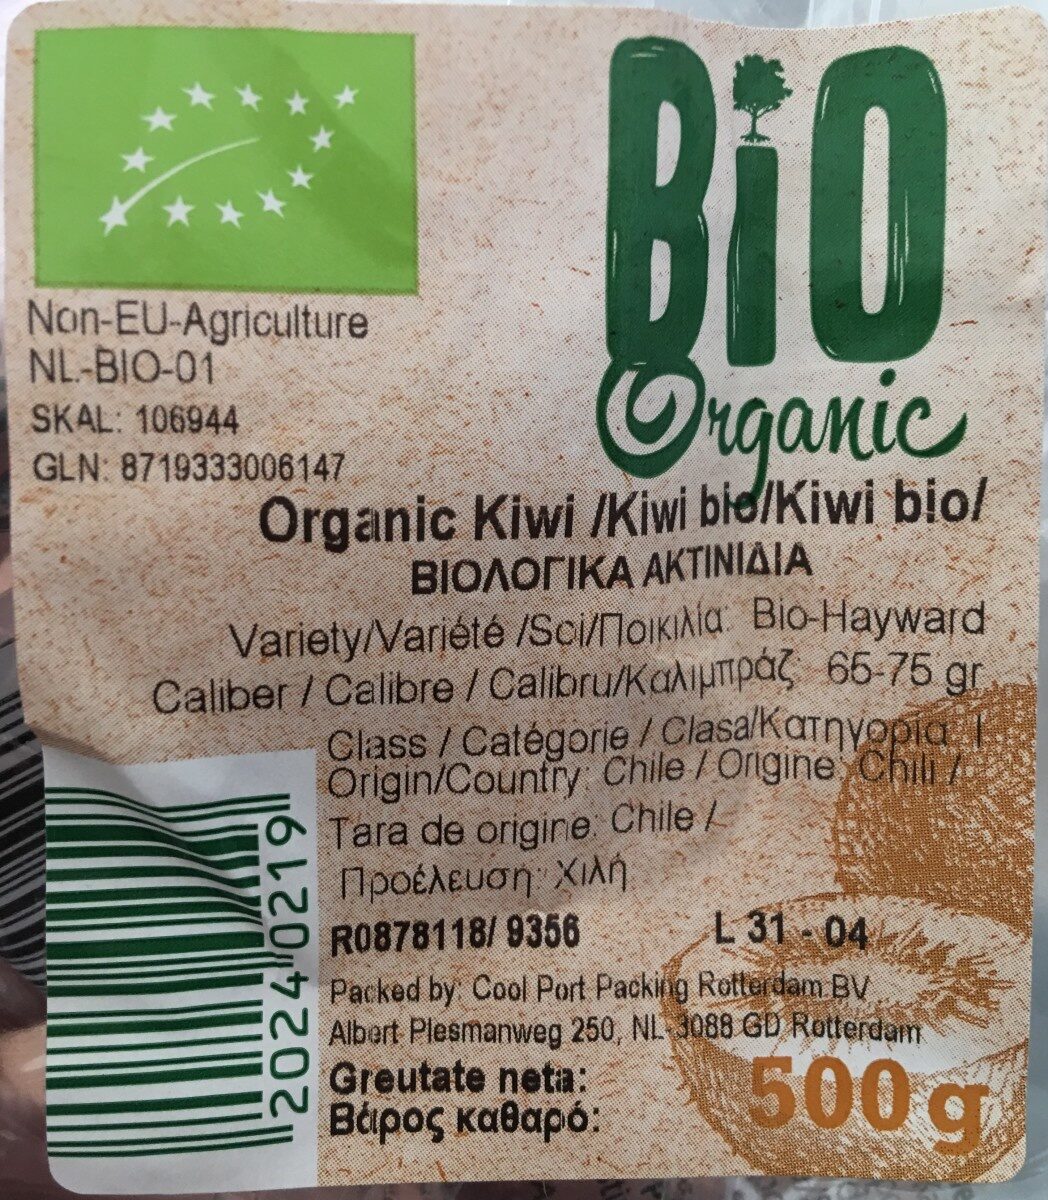 BiO
Organic
Non-EU-Agriculture
NL-BIO-01
SKAL: 106944
GLN: 8719333006147
Organic Kiwi /Kiwi bio/Kiwi bio/
ΒΙΟΛΟΓΙΚΑ ΑΚΤΙΝΙΔΙΑ
Variety/Variété /Soi/Ποικιλία: Bio-Hayward
Caliber / Calibre / Calibru/Καλιμπράζ: 65-75 gr
Class / Catégorie / Clasa/Κατηγορία: I
Origin/Country: Chile / Origine: Chili /
Tara de origine: Chile /
Προέλευση: Χιλή
R0878118/ 9356 L 31 - 04
Packed by: Cool Port Packing Rotterdam BV
Albert Plesmanweg 250, NL-3088 GD Rotterdam
Greutate neta:
Βάρος καθαρό:
500 g
20240219